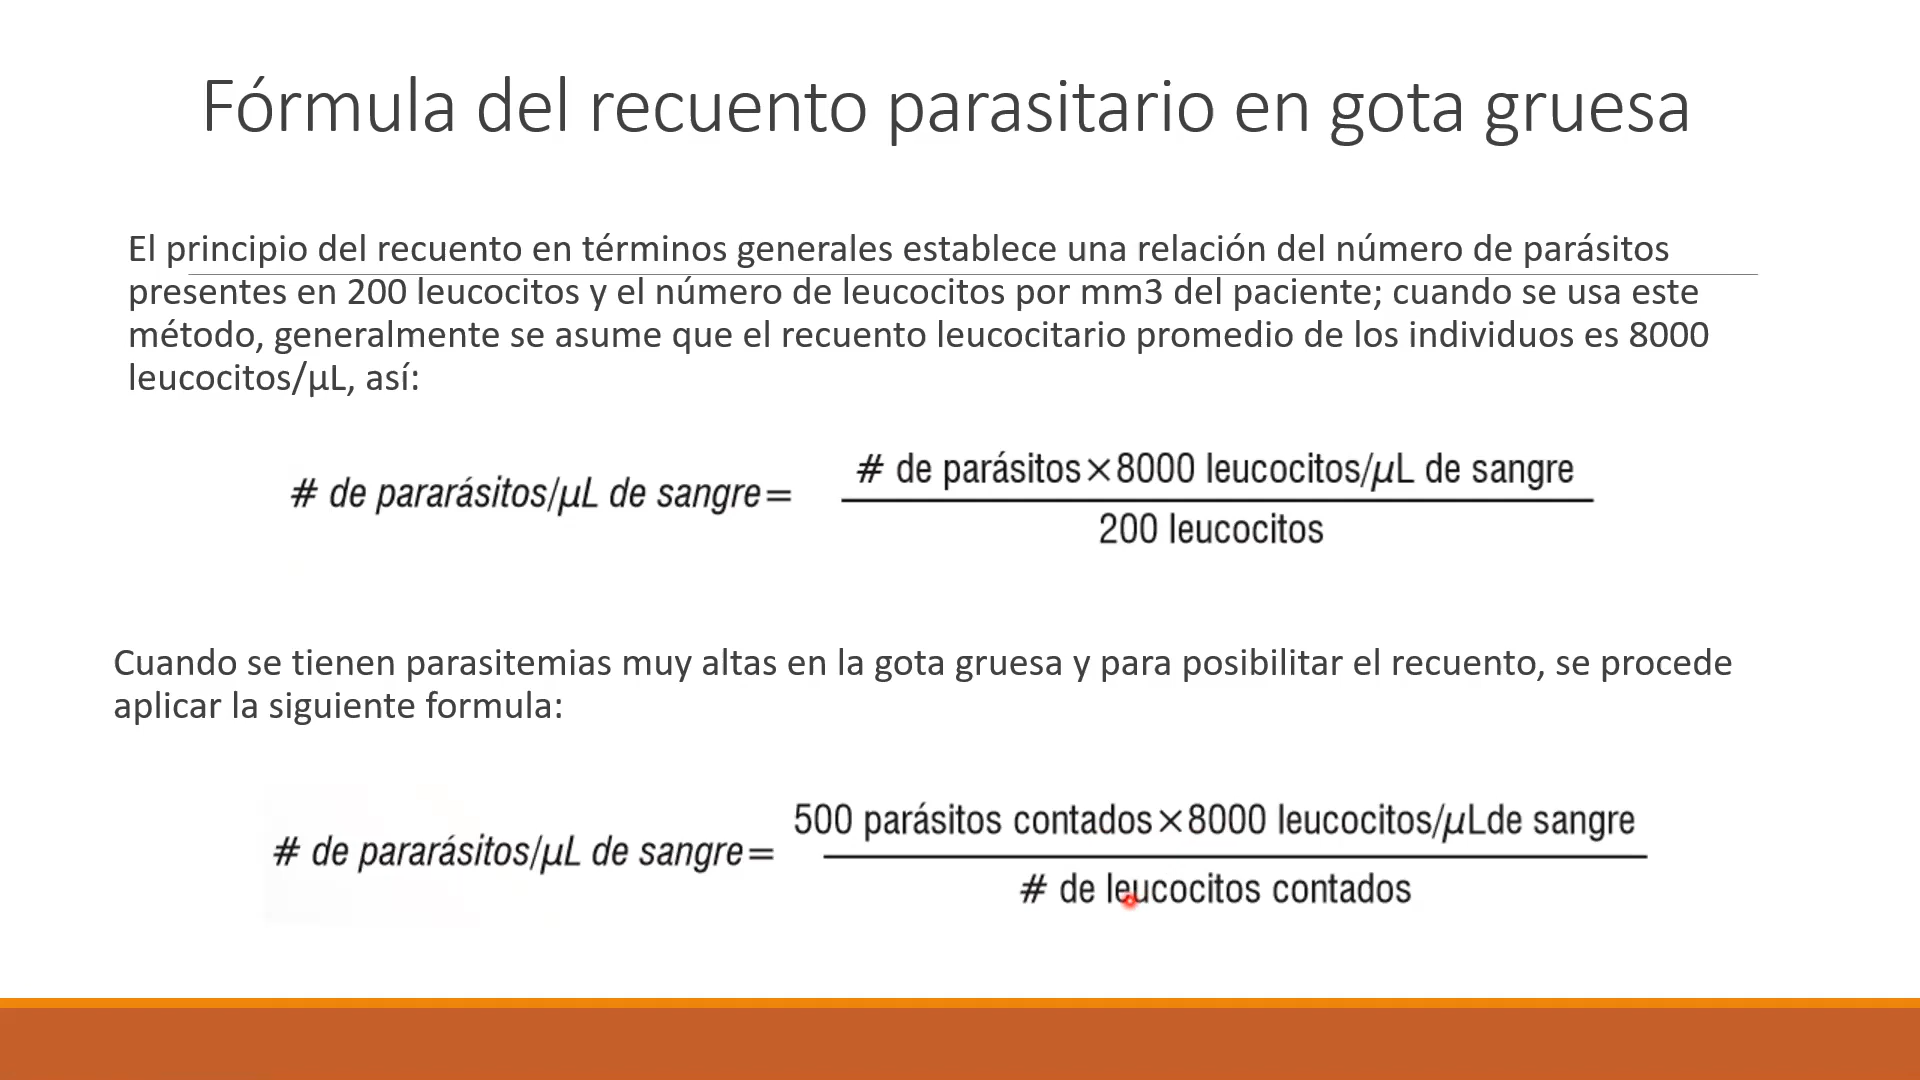 Fórmula del recuento parasitario en gota gruesa
El principio del recuento en términos generales establece una relación del número de parásitos
presentes en 200 leucocitos y el número de leucocitos por mm3 del paciente; cuando se usa este
método, generalmente se asume que el recuento leucocitario promedio de los individuos es 8000
leucocitos/µL, así:
# de pararásitos/µL de sangre=
# de parásitos×8000 leucocitos/µL de sangre
200 leucocitos
Cuando se tienen parasitemias muy altas en la gota gruesa y para posibilitar el recuento, se procede
aplicar la siguiente formula:
# de pararásitos/µL de sangre=
500 parásitos contados×8000 leucocitos/µLde sangre
# de leucocitos contados